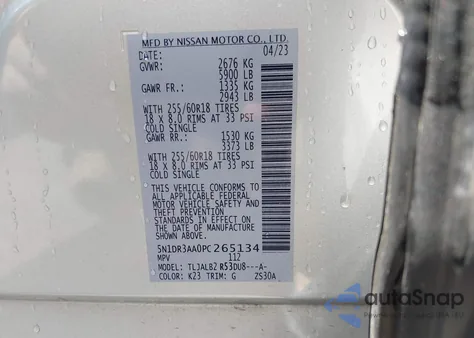 MFD BY NISSAN MOTOR CO., LTD.
DATE: 04/23
GVWR: 2676 KG
5900 LB
GAWR FR.: 1335 KG
2943 LB
WITH 255/60R18 TIRES
18 X 8.0 RIMS AT 33 PSI
COLD SINGLE
GAWR RR.: 1530 KG
3373 LB
WITH 255/60R18 TIRES
18 X 8.0 RIMS AT 33 PSI
COLD SINGLE
THIS VEHICLE CONFORMS TO
ALL APPLICABLE FEDERAL
MOTOR VEHICLE SAFETY
AND THEFT PREVENTION
STANDARDS IN EFFECT ON
THE DATE OF MANUFACTURE
SHOWN ABOVE.
5N1DR3AA0PC265134
MPV 112
MODEL: TLJALB2 R53DU8---A-
COLOR: K23 TRIM: G ZS30A
autoSnap